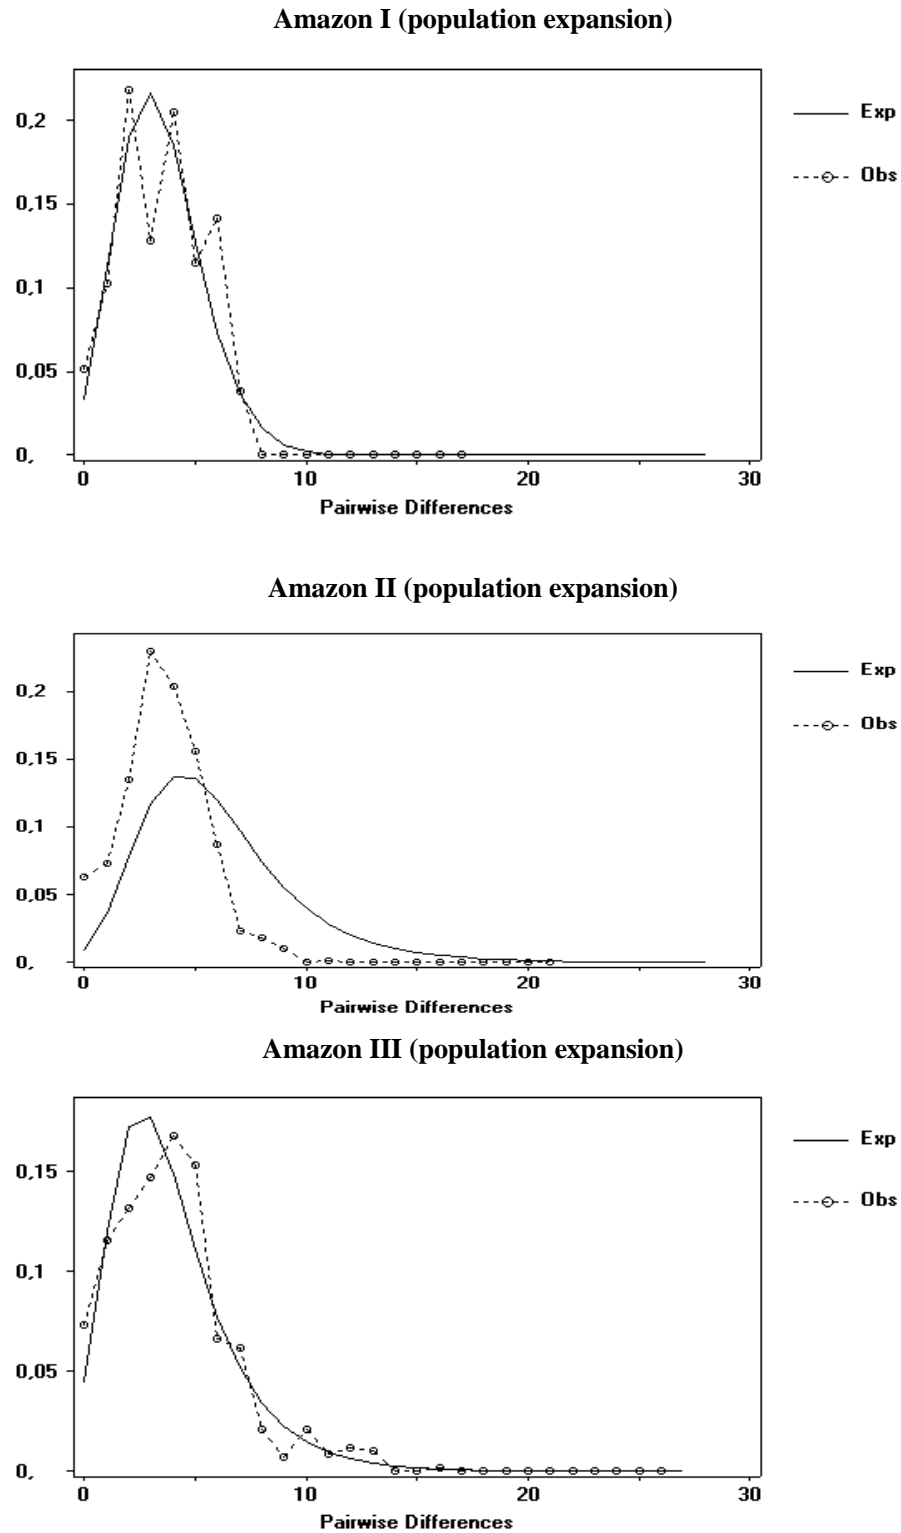 Amazon I (population expansion)
Exp
0,2
Obs
0,15
0,1
0,05
0,
0 10 20 30
Pairwise Differences
Amazon II (population expansion)
Exp
0,2
Obs
0,15
0,1
0,05
0,
0 10 20 30
Pairwise Differences
Amazon III (population expansion)
Exp
0,15
Obs
0,1
0,05
0,
0 10 20 30
Pairwise Differences